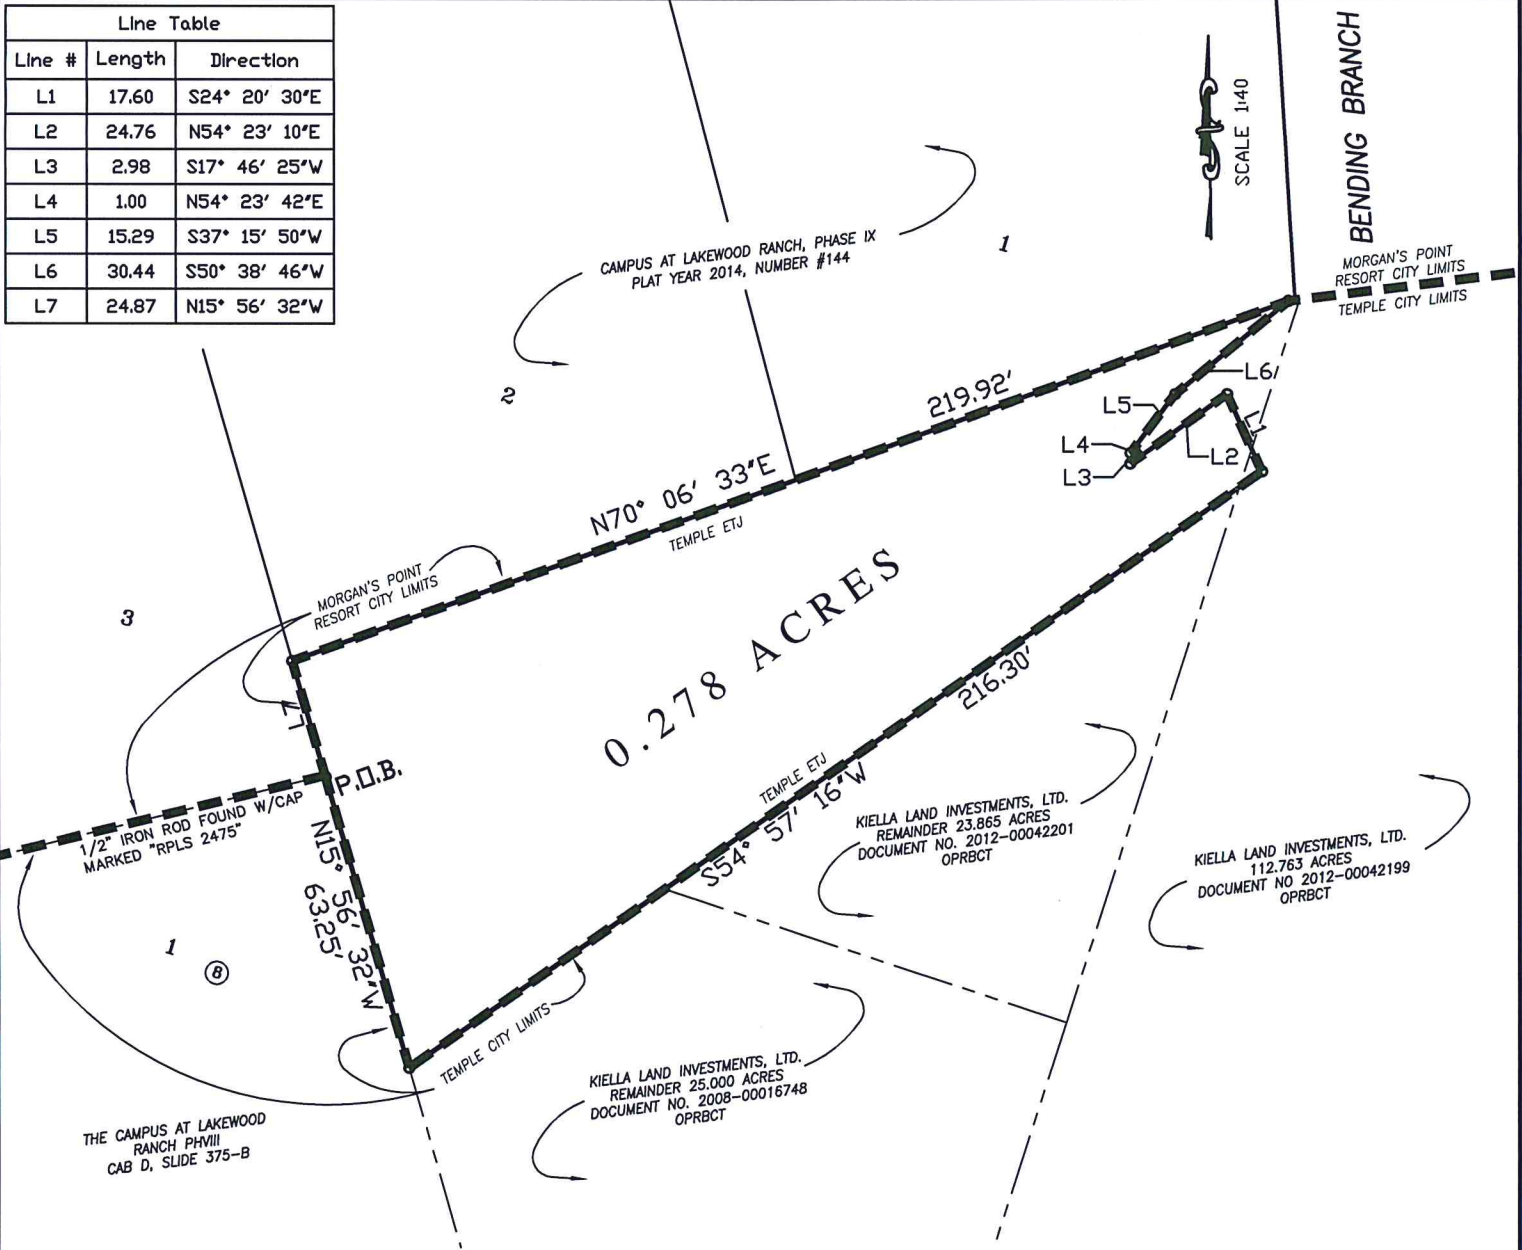 Line Table
Line # Length Direction
L1 17.60 S24° 20' 30"E
L2 24.76 N54° 23' 10"E
L3 2.98 S17° 46' 25"W
L4 1.00 N54° 23' 42"E
L5 15.29 S37° 15' 50"W
L6 30.44 S50° 38' 46"W
L7 24.87 N15° 56' 32"W
BENDING BRANCH
SCALE 1:40
CAMPUS AT LAKEWOOD RANCH, PHASE IX
PLAT YEAR 2014, NUMBER #144
1
MORGAN'S POINT
RESORT CITY LIMITS
TEMPLE CITY LIMITS
2
219.92'
L6
L5
L1
L4
L2
L3
N70° 06' 33"E
TEMPLE ETJ
MORGAN'S POINT
RESORT CITY LIMITS
3
0.278 ACRES
216.30'
L7
P.O.B.
1/2" IRON ROD FOUND W/CAP
MARKED "RPLS 2475"
TEMPLE ETJ
S54° 57' 16"W
KIELLA LAND INVESTMENTS, LTD.
REMAINDER 23.865 ACRES
DOCUMENT NO. 2012-00042201
OPRBCT
KIELLA LAND INVESTMENTS, LTD.
112.763 ACRES
DOCUMENT NO 2012-00042199
OPRBCT
N15° 56' 32"W
63.25'
1
8
TEMPLE CITY LIMITS
KIELLA LAND INVESTMENTS, LTD.
REMAINDER 25.000 ACRES
DOCUMENT NO. 2008-00016748
OPRBCT
THE CAMPUS AT LAKEWOOD
RANCH PHVIII
CAB D, SLIDE 375-B